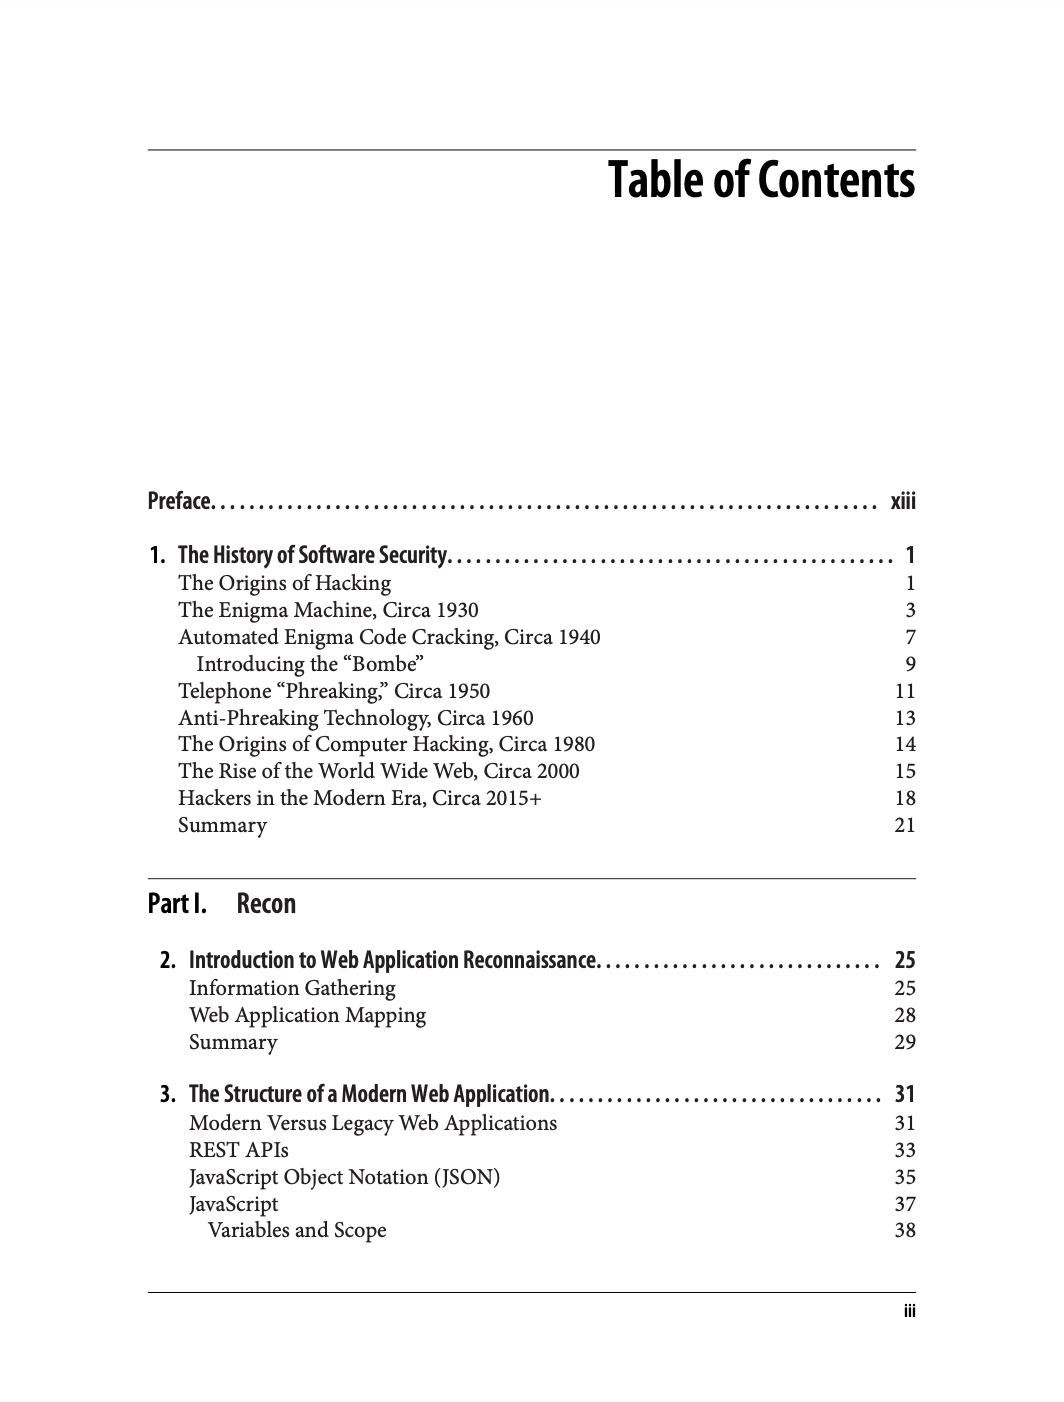 Table of Contents
Preface. . . . . . . . . . . . . . . . . . . . . . . . . . . . . . . . . . . . . . . . . . . . . . . . . . . . . . . . . . . . . . . . . . . . . . xiii
1. The History of Software Security. . . . . . . . . . . . . . . . . . . . . . . . . . . . . . . . . . . . . . . . . . . . . . . 1
The Origins of Hacking 1
The Enigma Machine, Circa 1930 3
Automated Enigma Code Cracking, Circa 1940 7
Introducing the “Bombe” 9
Telephone “Phreaking,” Circa 1950 11
Anti-Phreaking Technology, Circa 1960 13
The Origins of Computer Hacking, Circa 1980 14
The Rise of the World Wide Web, Circa 2000 15
Hackers in the Modern Era, Circa 2015+ 18
Summary 21
Part I. Recon
2. Introduction to Web Application Reconnaissance. . . . . . . . . . . . . . . . . . . . . . . . . . . . . . 25
Information Gathering 25
Web Application Mapping 28
Summary 29
3. The Structure of a Modern Web Application. . . . . . . . . . . . . . . . . . . . . . . . . . . . . . . . . . . 31
Modern Versus Legacy Web Applications 31
REST APIs 33
JavaScript Object Notation (JSON) 35
JavaScript 37
Variables and Scope 38
iii